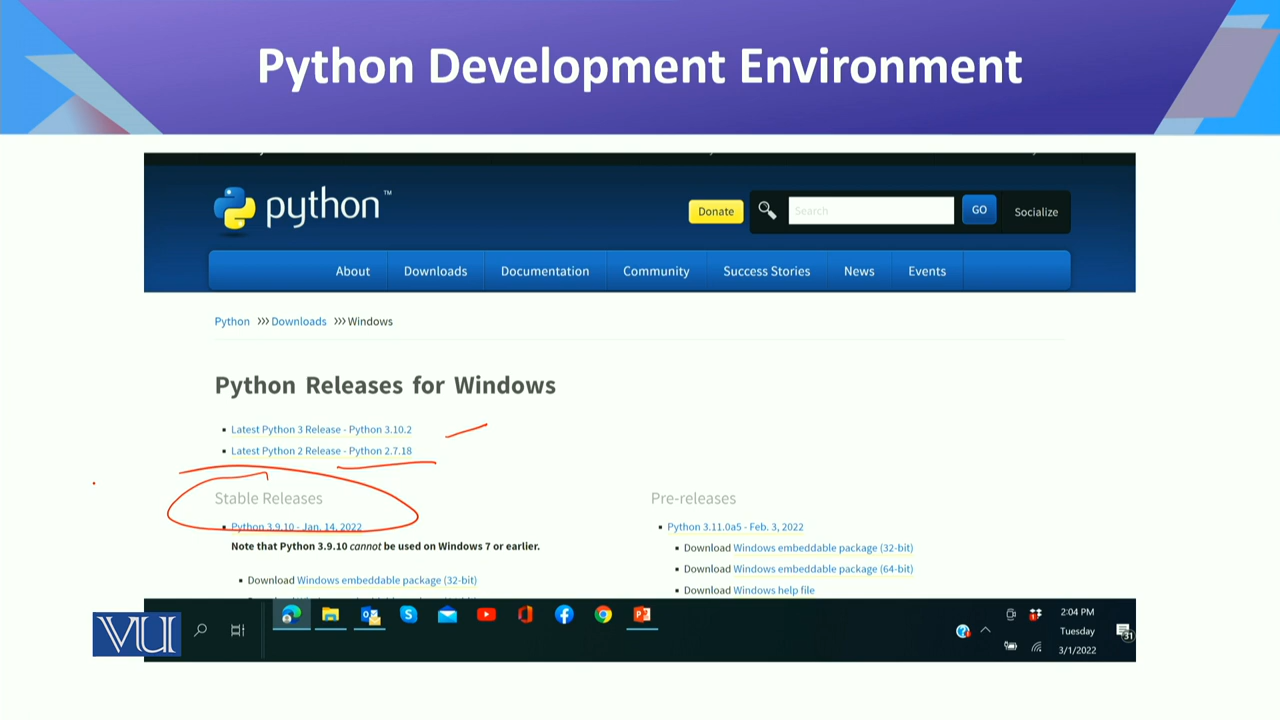 Python Development Environment
python™
Donate
Search
GO
Socialize
About Downloads Documentation Community Success Stories News Events
Python >>> Downloads >>> Windows
Python Releases for Windows
Latest Python 3 Release - Python 3.10.2
Latest Python 2 Release - Python 2.7.18
Stable Releases
Python 3.9.10 - Jan. 14, 2022
Note that Python 3.9.10 cannot be used on Windows 7 or earlier.
Download Windows embeddable package (32-bit)
Pre-releases
Python 3.11.0a5 - Feb. 3, 2022
Download Windows embeddable package (32-bit)
Download Windows embeddable package (64-bit)
Download Windows help file
VU
2:04 PM
Tuesday
3/1/2022
31